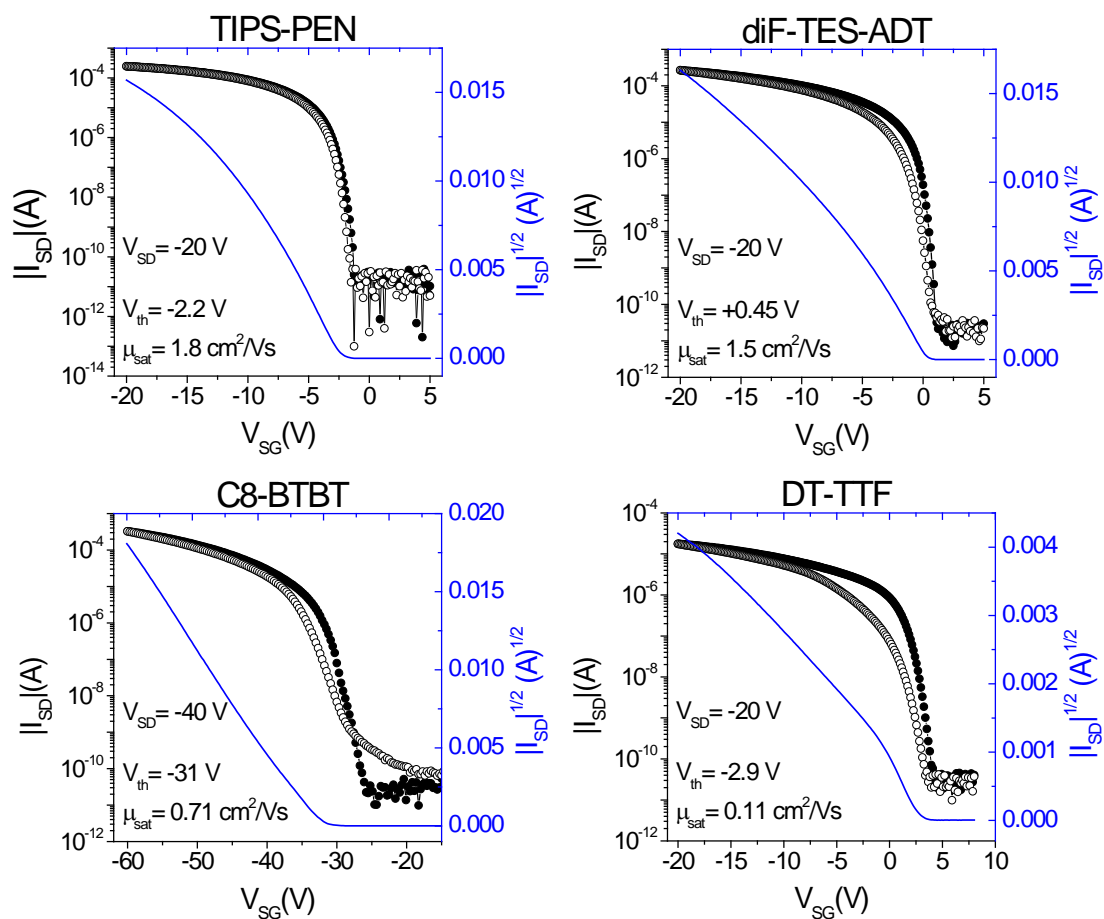 TIPS-PEN
10⁻⁴
10⁻⁶
10⁻⁸
10⁻¹⁰
10⁻¹²
10⁻¹⁴
|I_SD|(A)
0.015
0.010
0.005
0.000
|I_SD|^1/2 (A)^1/2
V_SD= -20 V
V_th= -2.2 V
μ_sat= 1.8 cm²/Vs
-20 -15 -10 -5 0 5
V_SG(V)
diF-TES-ADT
10⁻⁴
10⁻⁶
10⁻⁸
10⁻¹⁰
10⁻¹²
|I_SD|(A)
0.015
0.010
0.005
0.000
|I_SD|^1/2 (A)^1/2
V_SD= -20 V
V_th= +0.45 V
μ_sat= 1.5 cm²/Vs
-20 -15 -10 -5 0 5
V_SG(V)
C8-BTBT
10⁻²
10⁻⁴
10⁻⁶
10⁻⁸
10⁻¹⁰
10⁻¹²
|I_SD|(A)
0.020
0.015
0.010
0.005
0.000
|I_SD|^1/2 (A)^1/2
V_SD= -40 V
V_th= -31 V
μ_sat= 0.71 cm²/Vs
-60 -50 -40 -30 -20
V_SG(V)
DT-TTF
10⁻⁴
10⁻⁶
10⁻⁸
10⁻¹⁰
10⁻¹²
|I_SD|(A)
0.004
0.003
0.002
0.001
0.000
|I_SD|^1/2 (A)^1/2
V_SD= -20 V
V_th= -2.9 V
μ_sat= 0.11 cm²/Vs
-20 -15 -10 -5 0 5 10
V_SG(V)